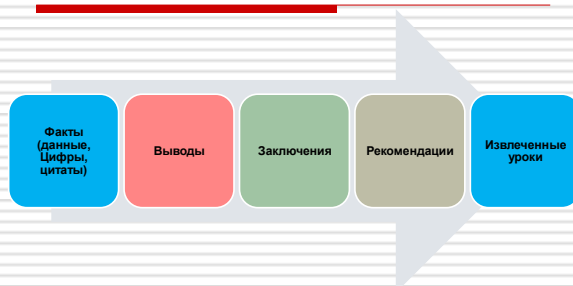 Факты
(данные,
Цифры,
цитаты)
Выводы
Заключения
Рекомендации
Извлеченные
уроки